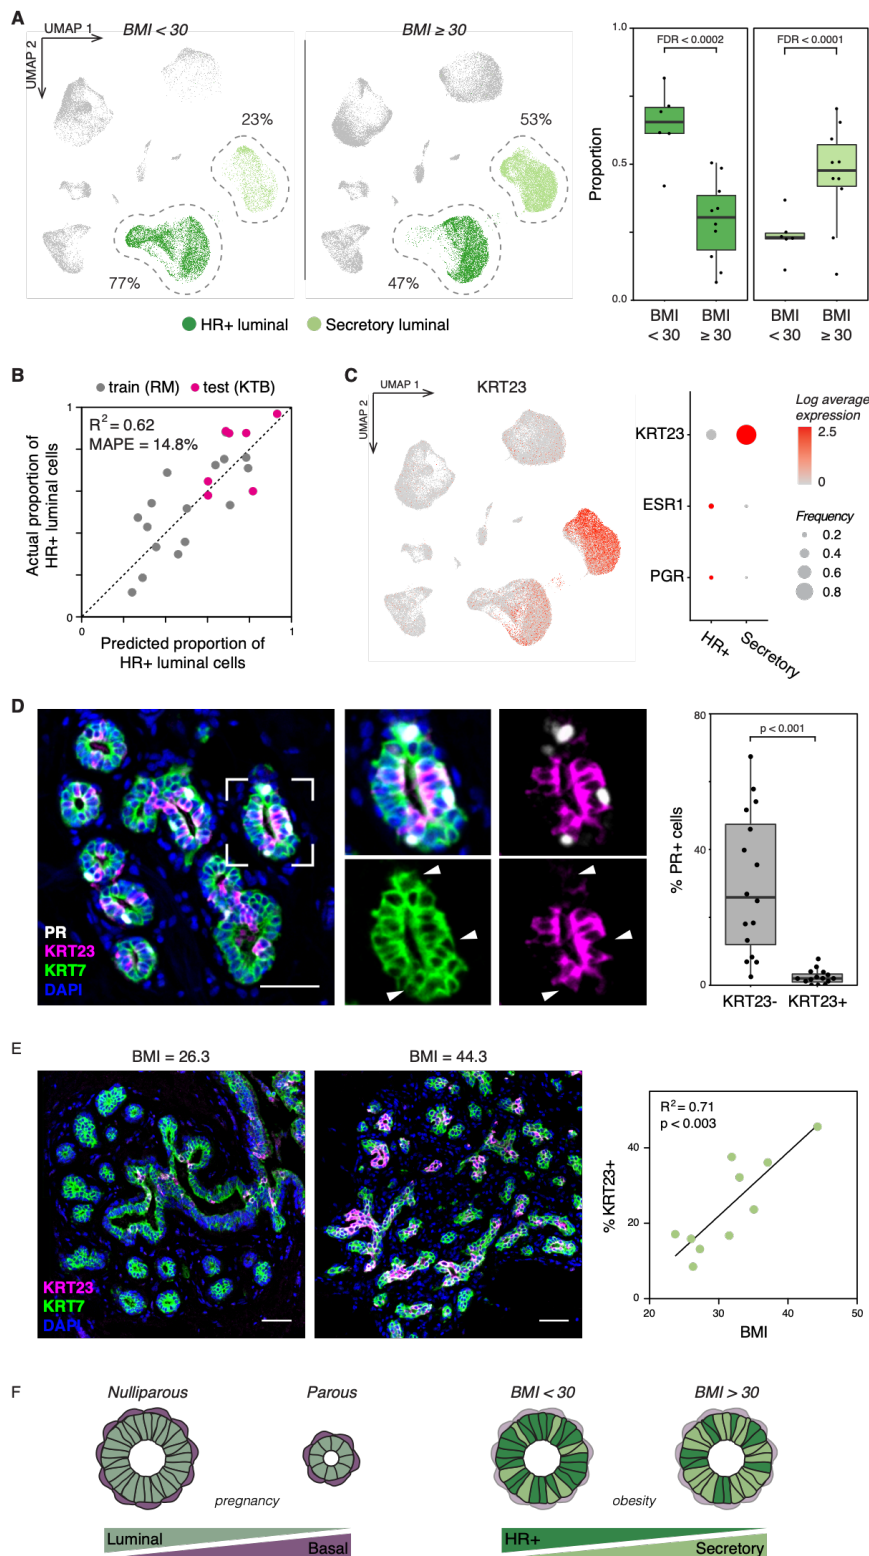 A
UMAP 1
UMAP 2
BMI < 30
BMI ≥ 30
23%
77%
53%
47%
HR+ luminal
Secretory luminal
Proportion
1.0
0.5
0.0
FDR < 0.0002
FDR < 0.0001
BMI
< 30
BMI
≥ 30
BMI
< 30
BMI
≥ 30
B
train (RM)
test (KTB)
R² = 0.62
MAPE = 14.8%
Actual proportion of
HR+ luminal cells
1
0
0
1
Predicted proportion of
HR+ luminal cells
C
UMAP 1
UMAP 2
KRT23
KRT23
ESR1
PGR
HR+
Secretory
Log average
expression
2.5
0
Frequency
0.2
0.4
0.6
0.8
D
PR
KRT23
KRT7
DAPI
% PR+ cells
80
40
0
p < 0.001
KRT23-
KRT23+
E
BMI = 26.3
BMI = 44.3
KRT23
KRT7
DAPI
% KRT23+
R² = 0.71
p < 0.003
40
20
0
20
30
40
50
BMI
F
Nulliparous
Parous
pregnancy
Luminal
Basal
BMI < 30
BMI > 30
obesity
HR+
Secretory